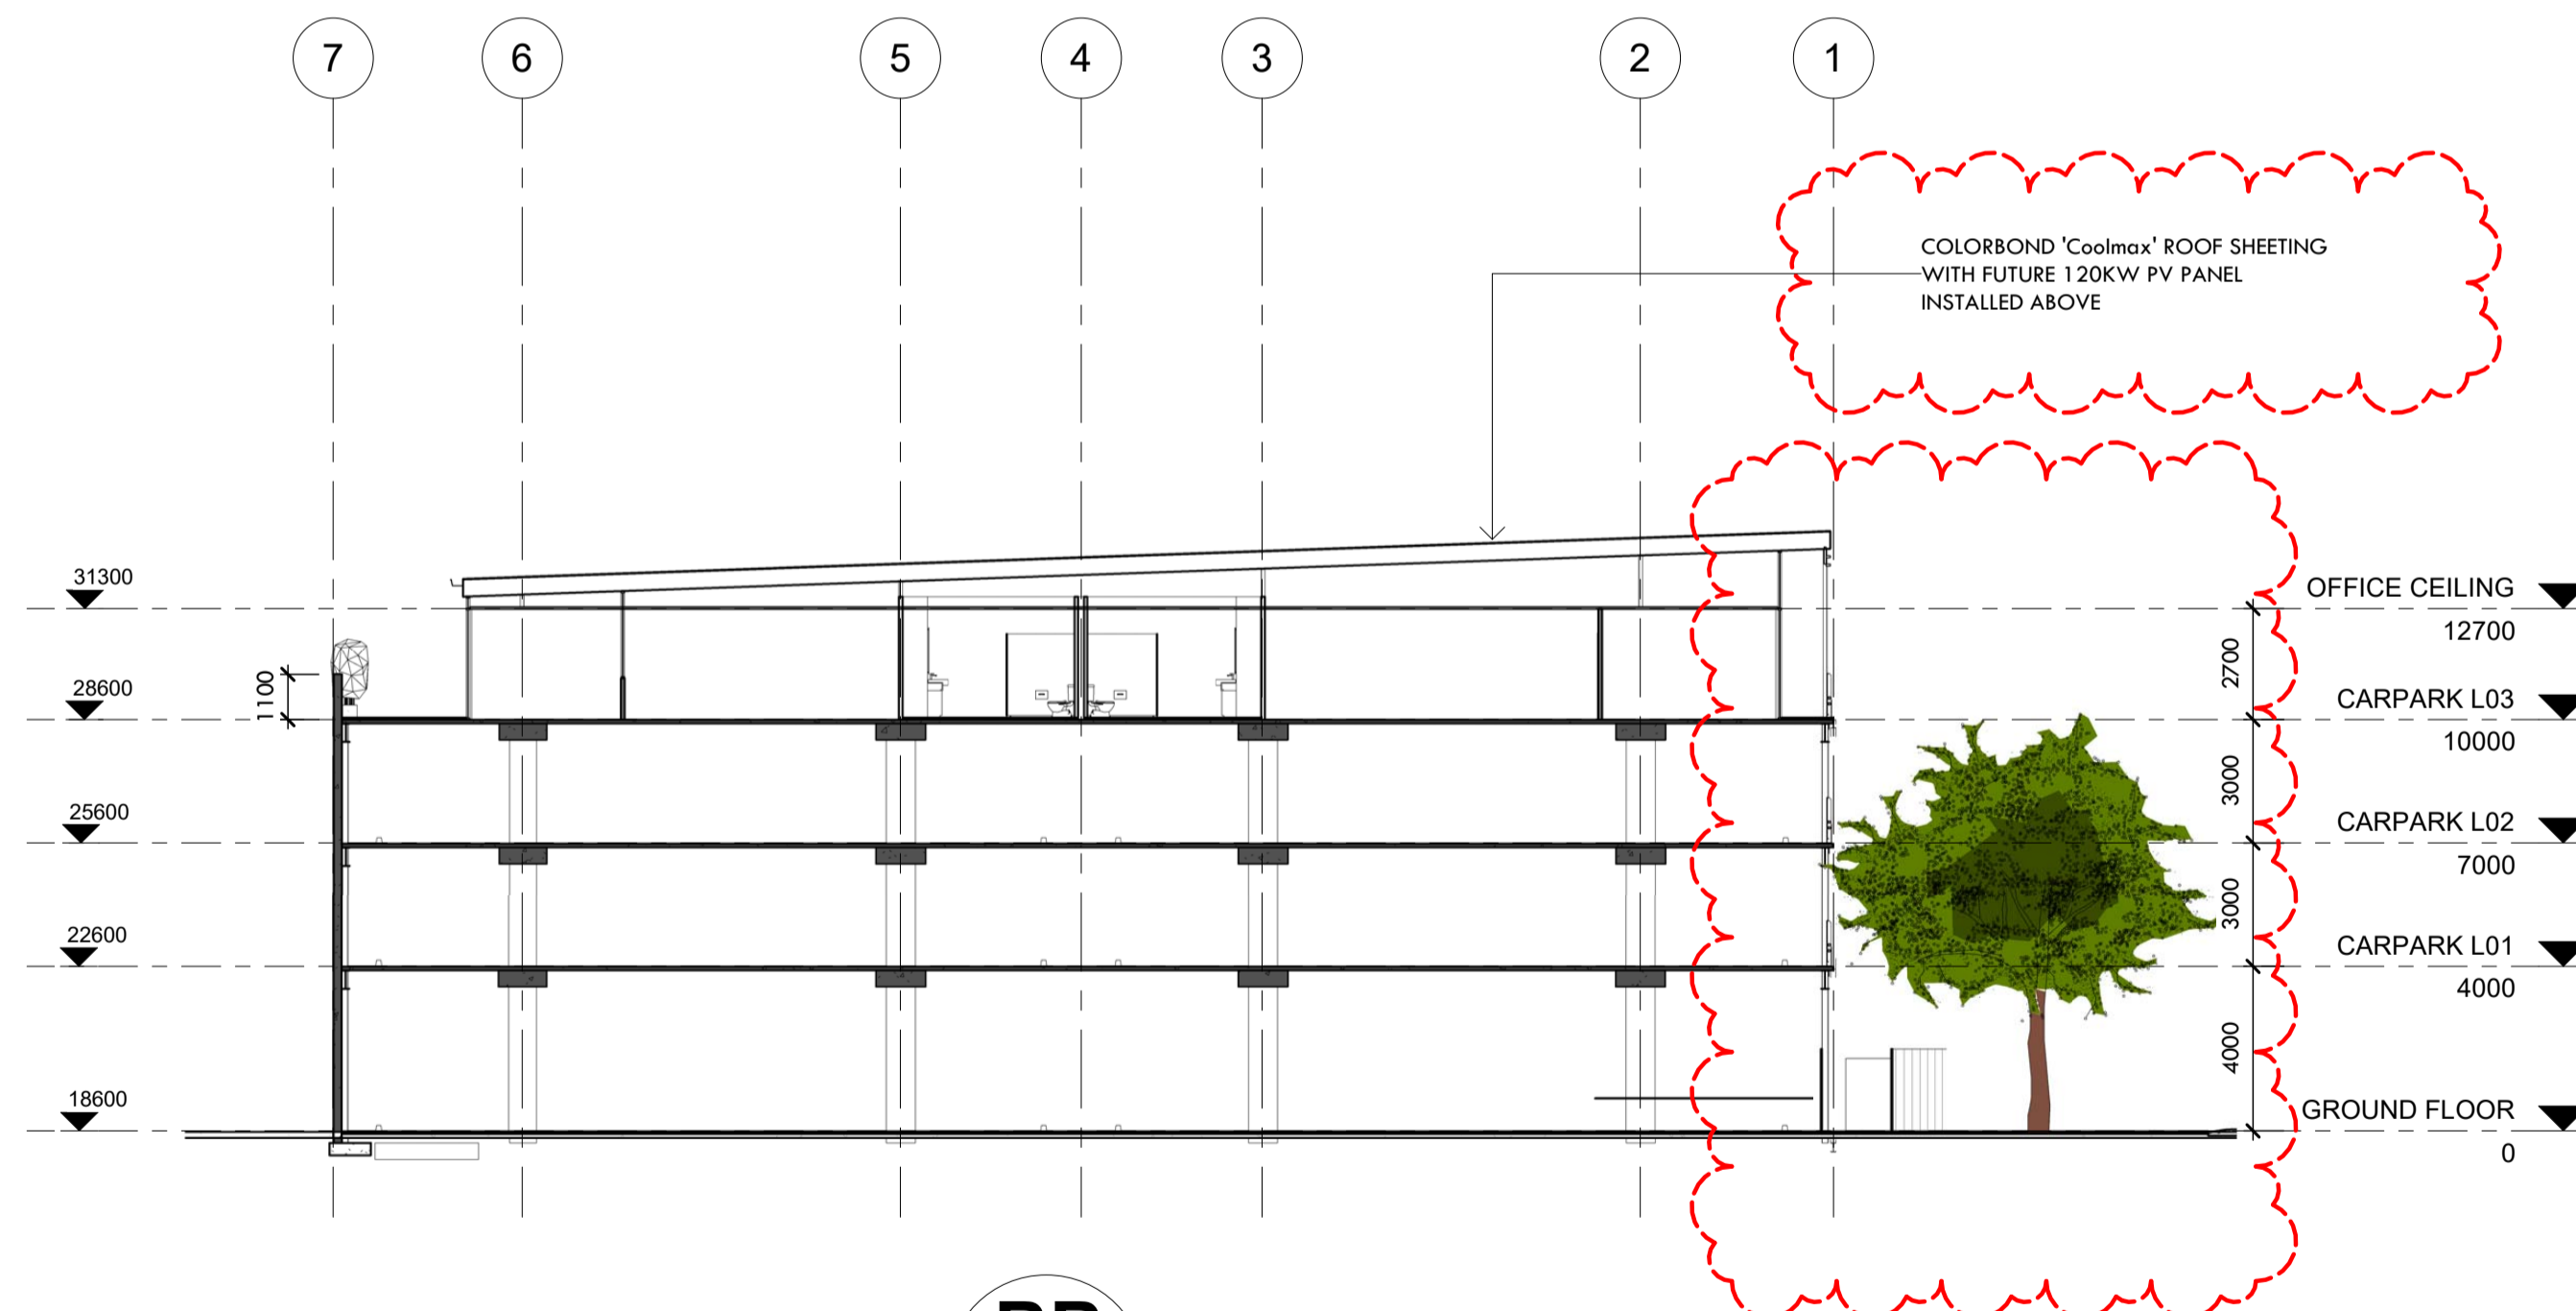 7 6 5 4 3 2 1
COLORBOND 'Coolmax' ROOF SHEETING
WITH FUTURE 120KW PV PANEL
INSTALLED ABOVE
31300
OFFICE CEILING
12700
2700
1100
28600
CARPARK L03
10000
3000
25600
CARPARK L02
7000
3000
22600
CARPARK L01
4000
4000
18600
GROUND FLOOR
0